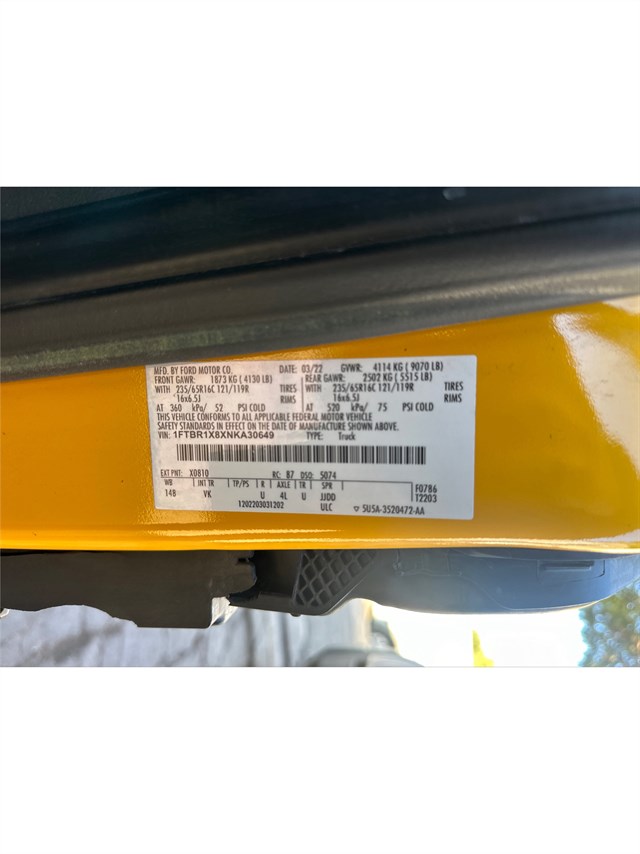 MFD. BY FORD MOTOR CO. DATE: 03/22 GVWR: 4114 KG ( 9070 LB)
FRONT GAWR: 1873 KG ( 4130 LB) REAR GAWR: 2502 KG ( 5515 LB)
WITH 235/65R16C 121/119R TIRES WITH 235/65R16C 121/119R TIRES
16x6.5J RIMS 16x6.5J RIMS
AT 360 kPa/ 52 PSI COLD AT 520 kPa/ 75 PSI COLD
THIS VEHICLE CONFORMS TO ALL APPLICABLE FEDERAL MOTOR VEHICLE
SAFETY STANDARDS IN EFFECT ON THE DATE OF MANUFACTURE SHOWN ABOVE.
VIN: 1FTBR1X8XNKA30649 TYPE: Truck
EXT PNT: XO810 RC: 87 DSO: 5074
WB INT TR TP/PS R AXLE TR SPR F0786
148 VK U 4L U JJDD 12203
1202203031202 ULC 5U5A-3520472-AA